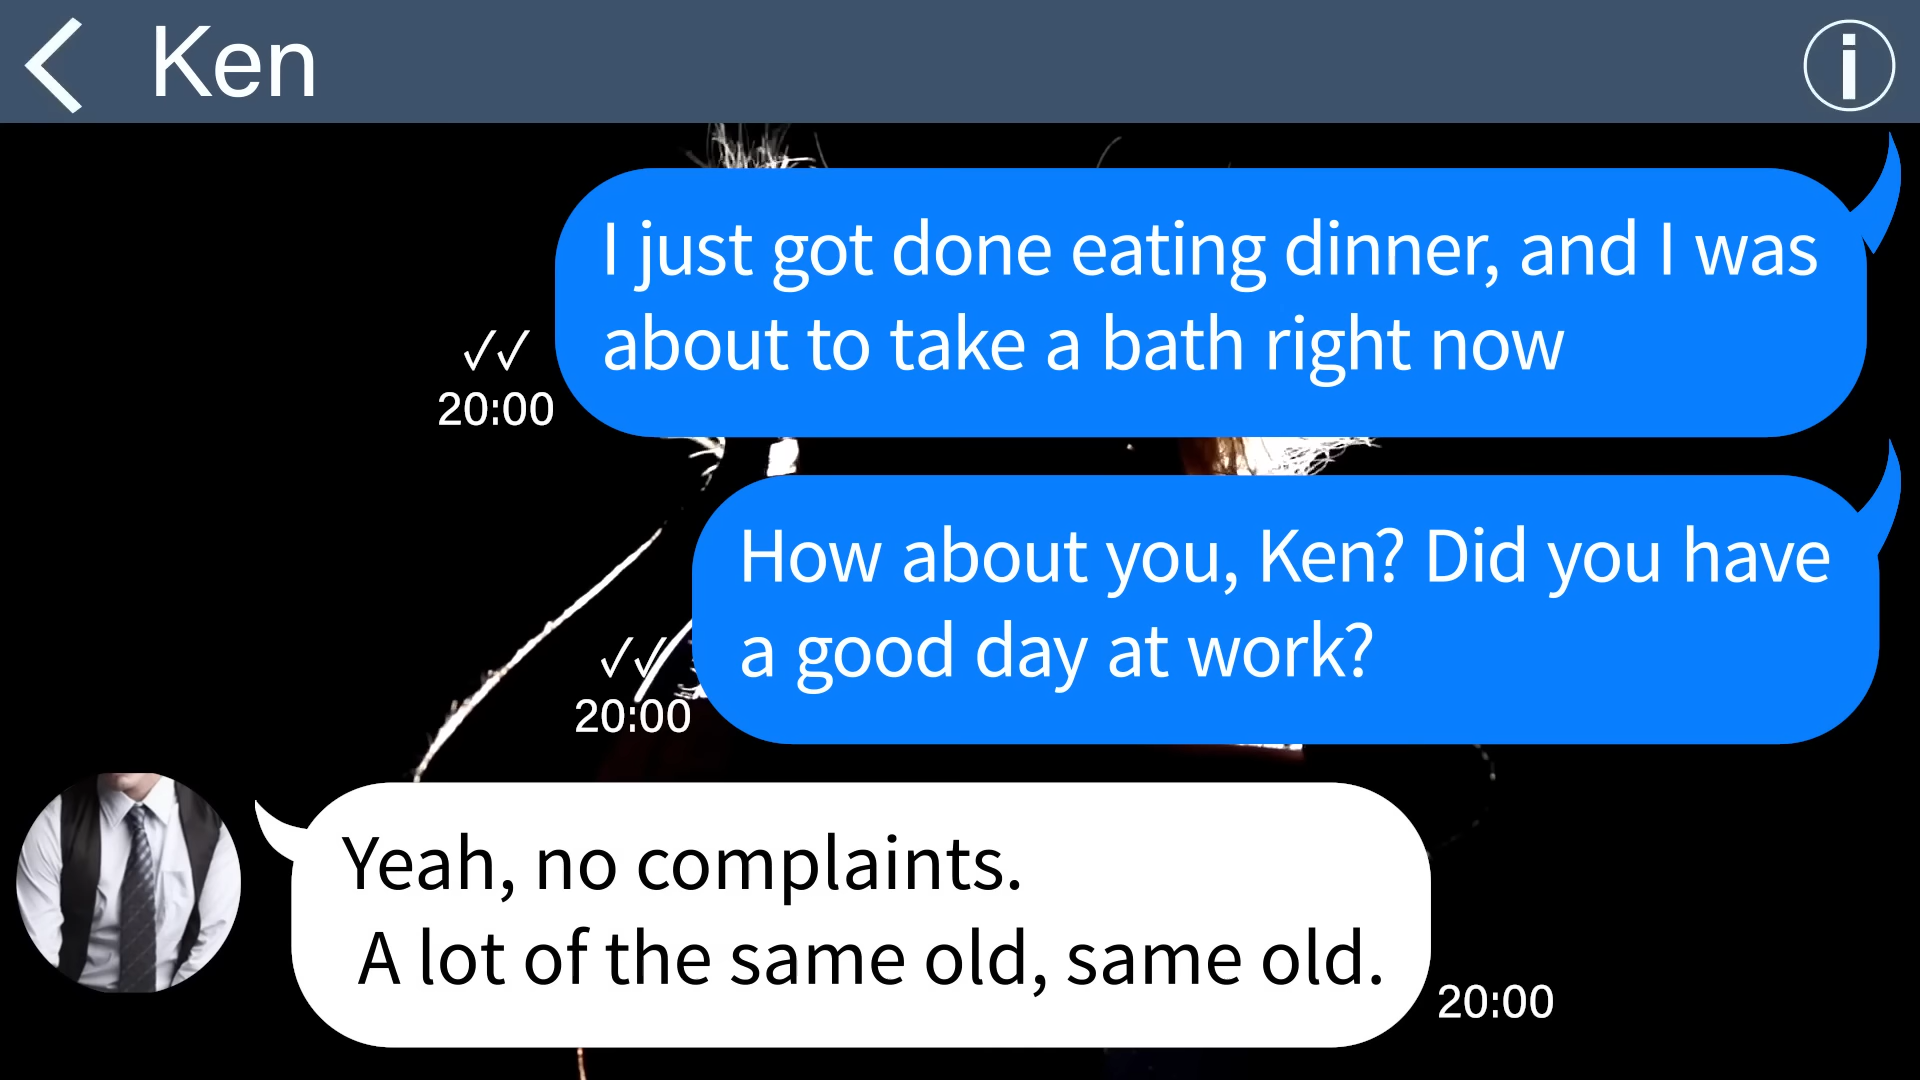 Ken
I just got done eating dinner, and I was
about to take a bath right now
✓✓
20:00
How about you, Ken? Did you have
a good day at work?
✓✓
20:00
Yeah, no complaints.
A lot of the same old, same old.
20:00